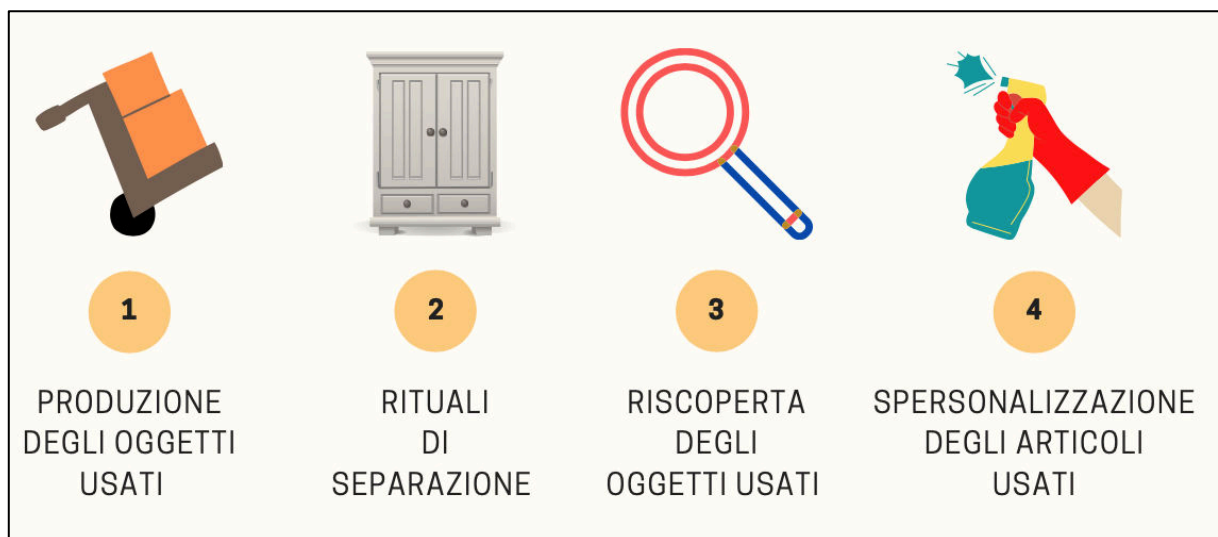 1
PRODUZIONE
DEGLI OGGETTI
USATI
2
RITUALI
DI
SEPARAZIONE
3
RISCOPERTA
DEGLI
OGGETTI USATI
4
SPERSONALIZZAZIONE
DEGLI ARTICOLI
USATI